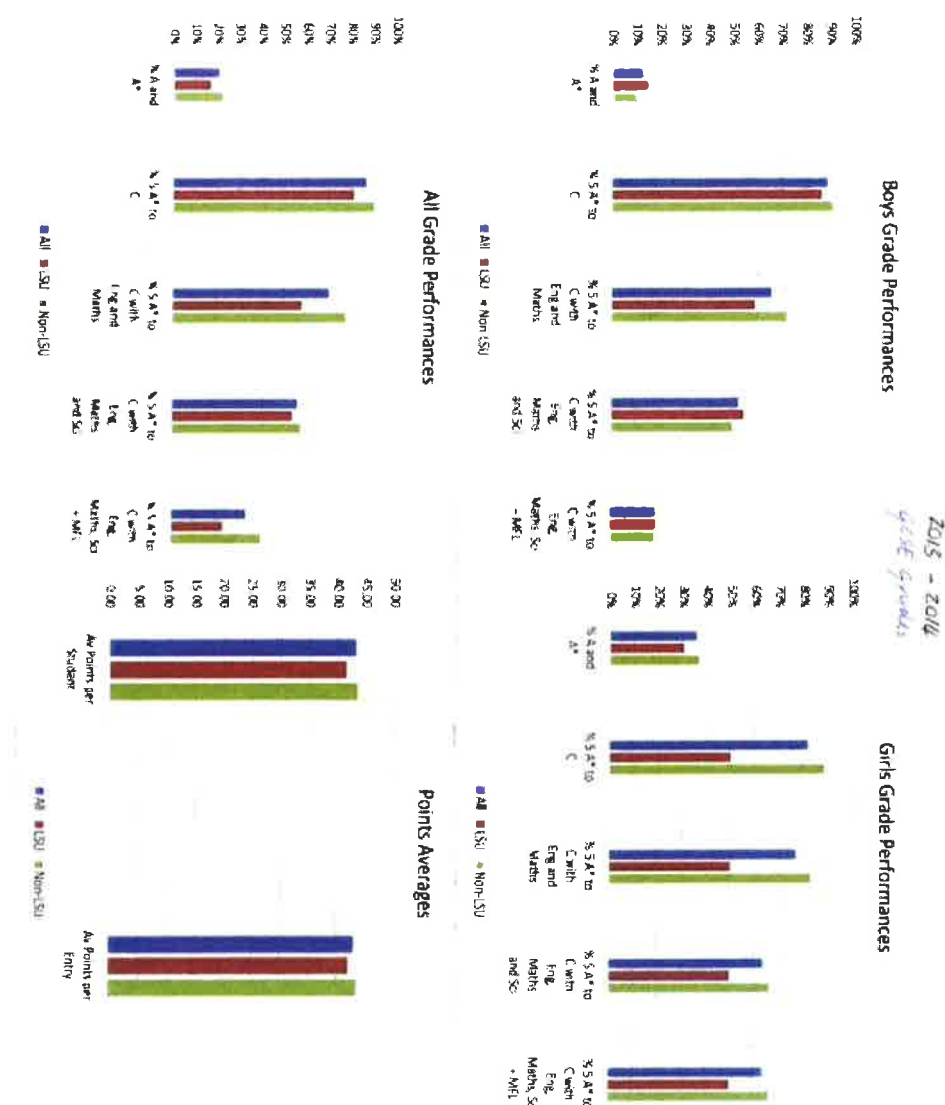 2015 - 2016
GCSE Grades
Boys Grade Performances
100%
90%
80%
70%
60%
50%
40%
30%
20%
10%
0%
% A and
A*
% 5 A* to
C
% 5 A* to
C with
Eng and
Maths
% 5 A* to
C with
Eng,
Maths
and Sci
% 5 A* to
C with
Eng,
Maths, Sci
+ MFL
All LSU Non-LSU
Girls Grade Performances
100%
90%
80%
70%
60%
50%
40%
30%
20%
10%
0%
% A and
A*
% 5 A* to
C
% 5 A* to
C with
Eng and
Maths
% 5 A* to
C with
Eng,
Maths
and Sci
% 5 A* to
C with
Eng,
Maths, Sc
+ MFL
All LSU Non-LSU
All Grade Performances
100%
90%
80%
70%
60%
50%
40%
30%
20%
10%
0%
% A and
A*
% 5 A* to
C
% 5 A* to
C with
Eng and
Maths
% 5 A* to
C with
Eng,
Maths
and Sci
% 5 A* to
C with
Eng,
Maths, Sci
+ MFL
All LSU Non-LSU
Points Averages
50.00
45.00
40.00
35.00
30.00
25.00
20.00
15.00
10.00
5.00
0.00
Av Points per
Student
Av Points per
Entry
All LSU Non-LSU